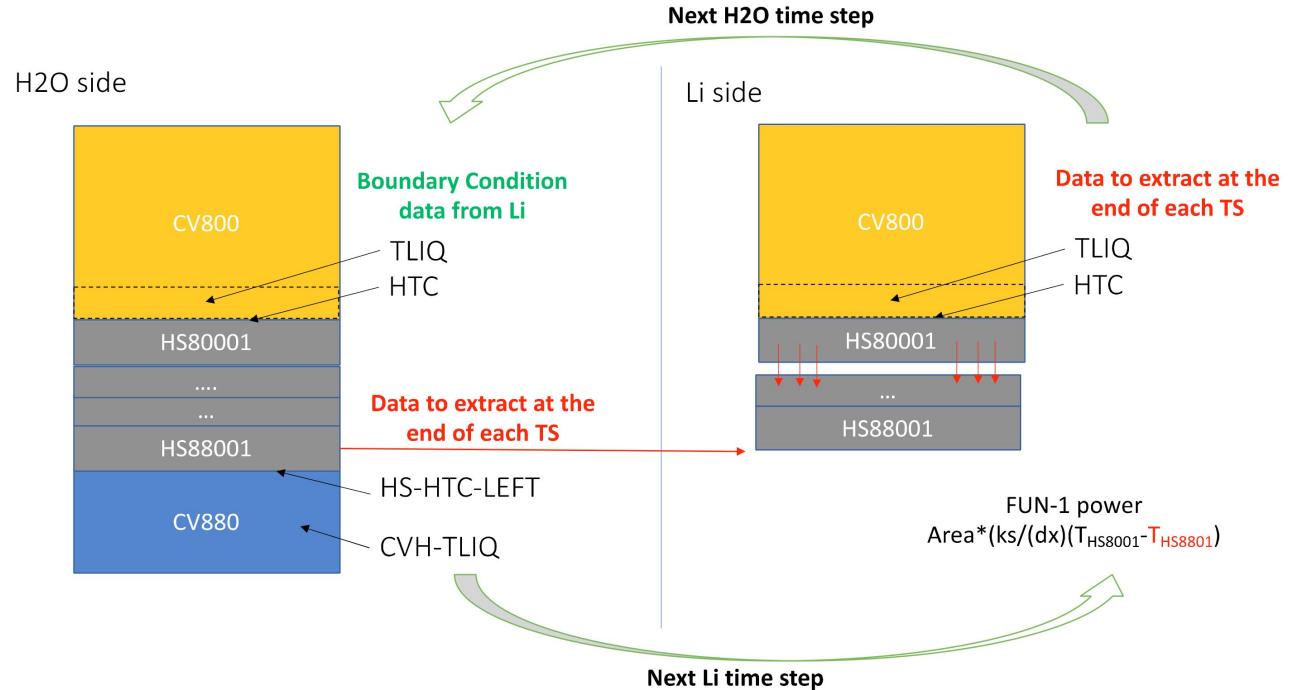 Next H2O time step
H2O side
Li side
CV800
Boundary Condition
data from Li
TLIQ
HTC
HS80001
....
...
HS88001
Data to extract at the
end of each TS
HS-HTC-LEFT
CV880
CVH-TLIQ
CV800
Data to extract at the
end of each TS
TLIQ
HTC
HS80001
...
HS88001
FUN-1 power
Area*(ks/(dx)(THS8001-THS8801)
Next Li time step